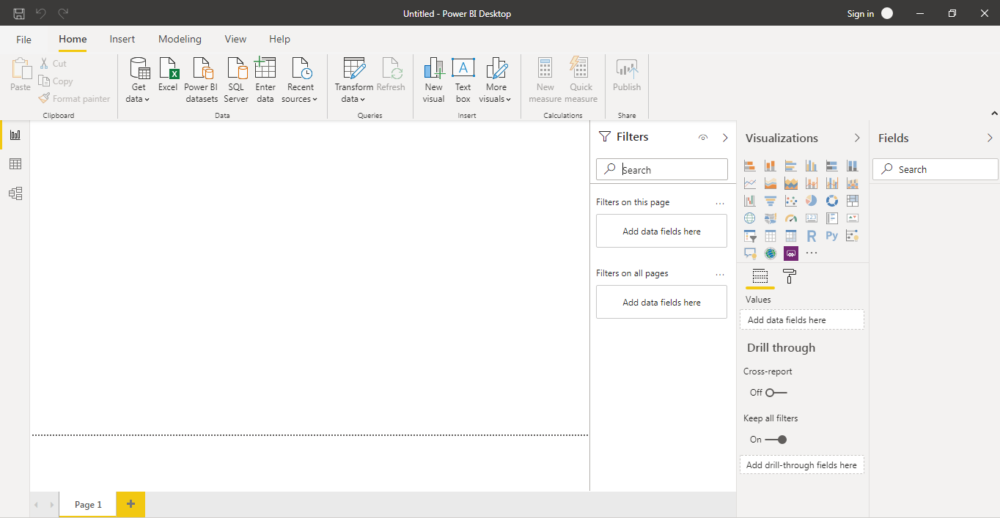 Untitled - Power BI Desktop
Sign in
File
Home
Insert
Modeling
View
Help
Paste
Cut
Copy
Format painter
Clipboard
Get
data
Excel
Power BI
datasets
SQL
Server
Enter
data
Recent
sources
Data
Transform
data
Refresh
Queries
New
visual
Text
box
More
visuals
Insert
New
measure
Quick
measure
Calculations
Publish
Share
Filters
Search
Filters on this page
...
Add data fields here
Filters on all pages
...
Add data fields here
Visualizations
123
R
Py
...
Values
Add data fields here
Drill through
Cross-report
Off
Keep all filters
On
Add drill-through fields here
Fields
Search
Page 1
+